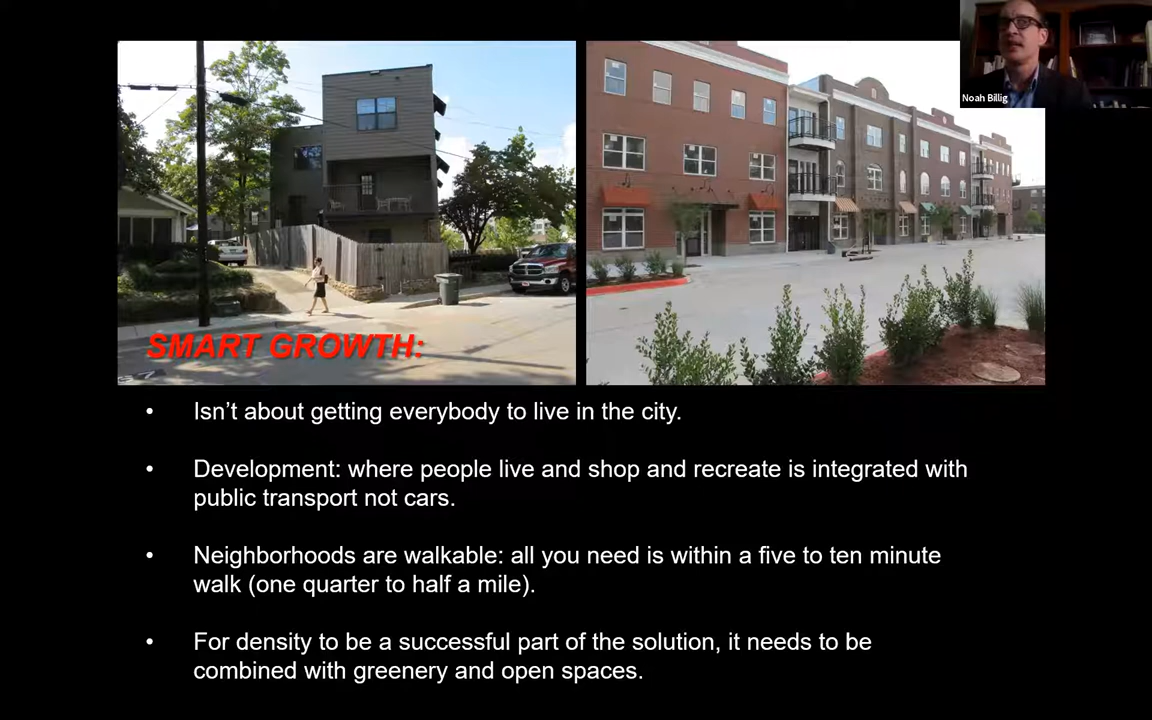 Noah Billig
SMART GROWTH:
• Isn't about getting everybody to live in the city.
• Development: where people live and shop and recreate is integrated with
public transport not cars.
• Neighborhoods are walkable: all you need is within a five to ten minute
walk (one quarter to half a mile).
• For density to be a successful part of the solution, it needs to be
combined with greenery and open spaces.